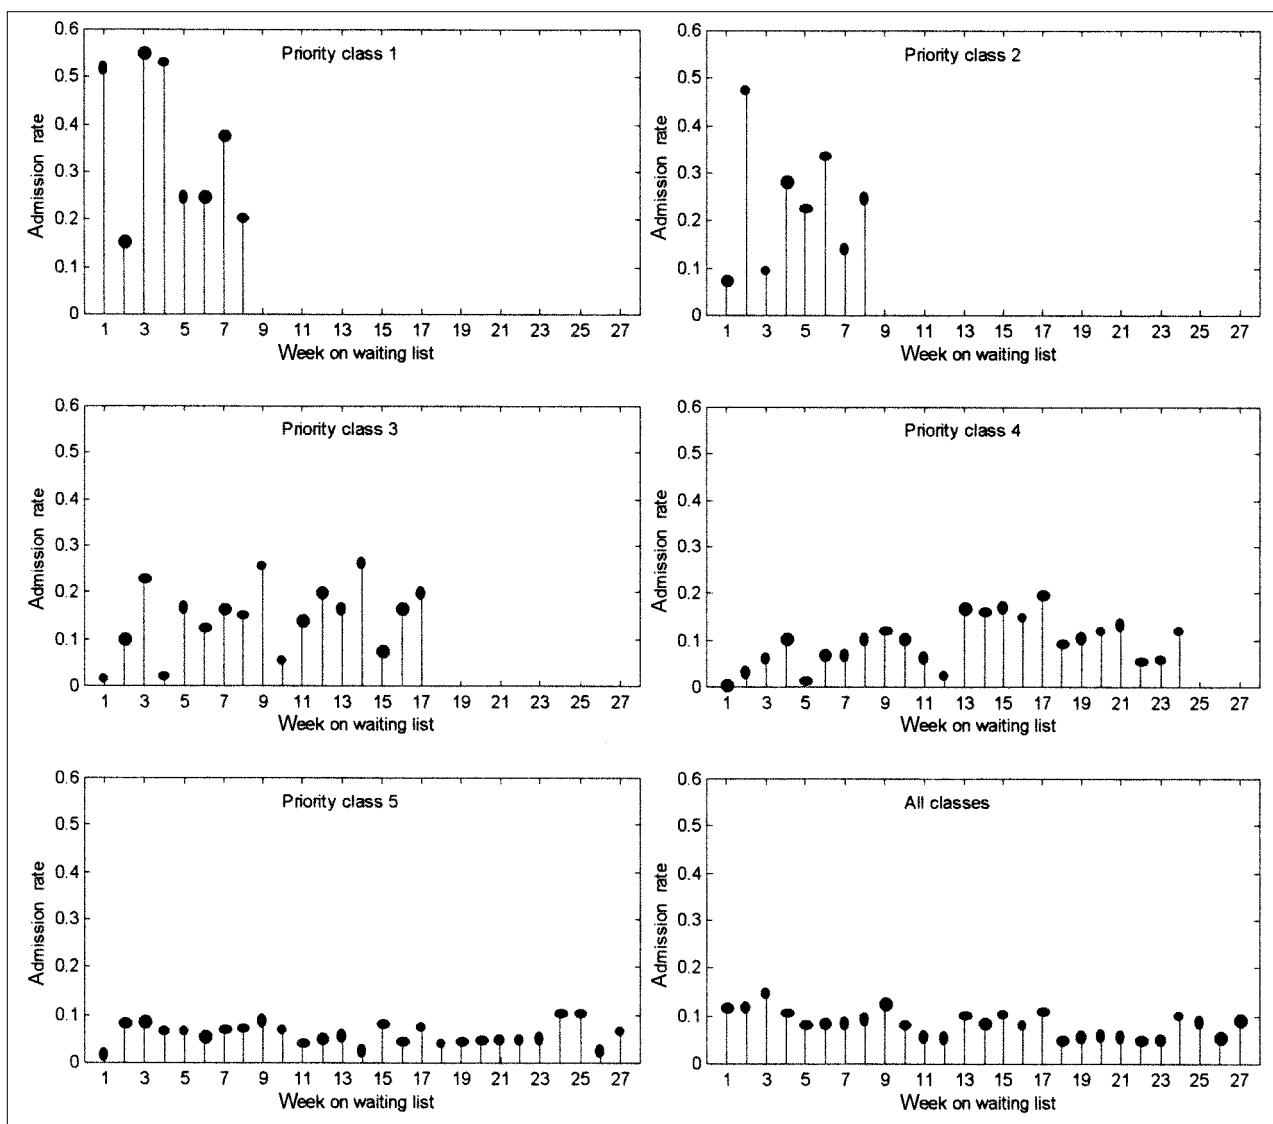 Priority class 1
Admission rate
0.6
0.5
0.4
0.3
0.2
0.1
0
1 3 5 7 9 11 13 15 17 19 21 23 25 27
Week on waiting list
Priority class 2
Admission rate
0.6
0.5
0.4
0.3
0.2
0.1
0
1 3 5 7 9 11 13 15 17 19 21 23 25 27
Week on waiting list
Priority class 3
Admission rate
0.6
0.5
0.4
0.3
0.2
0.1
0
1 3 5 7 9 11 13 15 17 19 21 23 25 27
Week on waiting list
Priority class 4
Admission rate
0.6
0.5
0.4
0.3
0.2
0.1
0
1 3 5 7 9 11 13 15 17 19 21 23 25 27
Week on waiting list
Priority class 5
Admission rate
0.6
0.5
0.4
0.3
0.2
0.1
0
1 3 5 7 9 11 13 15 17 19 21 23 25 27
Week on waiting list
All classes
Admission rate
0.6
0.5
0.4
0.3
0.2
0.1
0
1 3 5 7 9 11 13 15 17 19 21 23 25 27
Week on waiting list